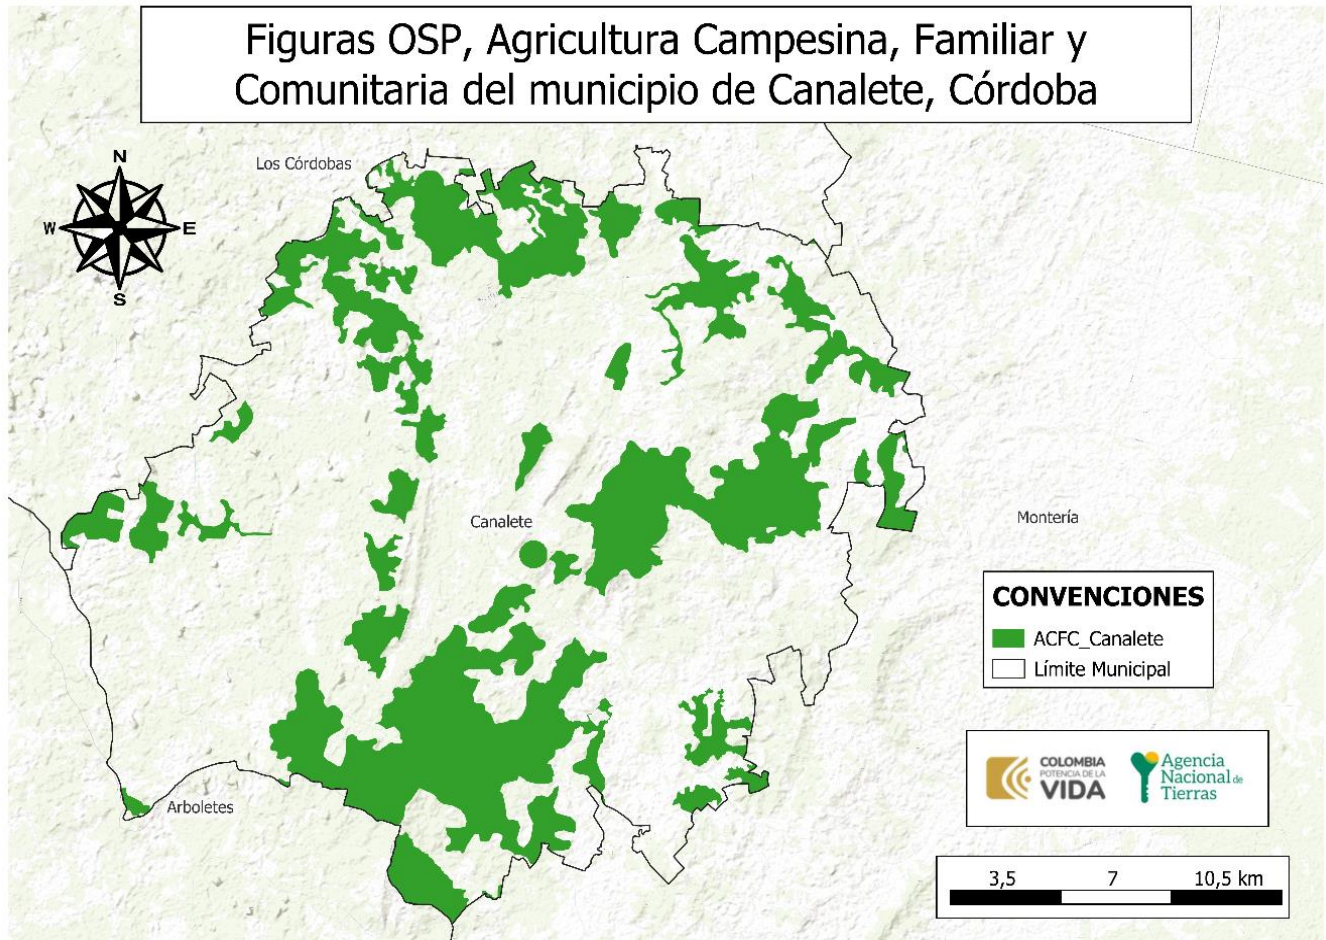 Figuras OSP, Agricultura Campesina, Familiar y
Comunitaria del municipio de Canalete, Córdoba
Los Córdobas
N
W
E
S
Canalete
Montería
Arboletes
CONVENCIONES
ACFC_Canalete
Límite Municipal
COLOMBIA
POTENCIA DE LA
VIDA
Agencia
Nacional de
Tierras
3,5 7 10,5 km